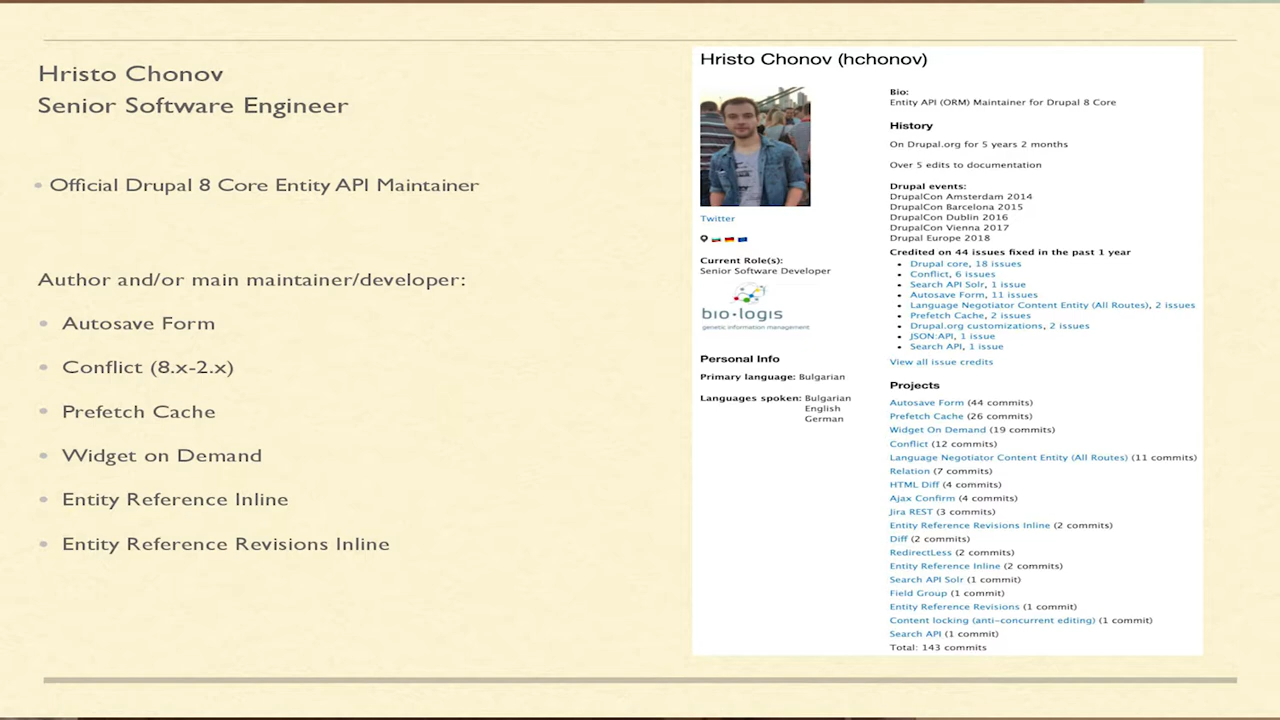 Hristo Chonov
Senior Software Engineer
Official Drupal 8 Core Entity API Maintainer
Author and/or main maintainer/developer:
Autosave Form
Conflict (8.x-2.x)
Prefetch Cache
Widget on Demand
Entity Reference Inline
Entity Reference Revisions Inline
Hristo Chonov (hchonov)
Twitter
Current Role(s):
Senior Software Developer
bio·logis
genetic information management
Personal Info
Primary language: Bulgarian
Languages spoken: Bulgarian
English
German
Bio:
Entity API (ORM) Maintainer for Drupal 8 Core
History
On Drupal.org for 5 years 2 months
Over 5 edits to documentation
Drupal events:
DrupalCon Amsterdam 2014
DrupalCon Barcelona 2015
DrupalCon Dublin 2016
DrupalCon Vienna 2017
Drupal Europe 2018
Credited on 44 issues fixed in the past 1 year
Drupal core, 18 issues
Conflict, 6 issues
Search API Solr, 1 issue
Autosave Form, 11 issues
Language Negotiator Content Entity (All Routes), 2 issues
Prefetch Cache, 2 issues
Drupal.org customizations, 2 issues
JSON:API, 1 issue
Search API, 1 issue
View all issue credits
Projects
Autosave Form (44 commits)
Prefetch Cache (26 commits)
Widget On Demand (19 commits)
Conflict (12 commits)
Language Negotiator Content Entity (All Routes) (11 commits)
Relation (7 commits)
HTML Diff (4 commits)
Ajax Confirm (4 commits)
Jira REST (3 commits)
Entity Reference Revisions Inline (2 commits)
Diff (2 commits)
RedirectLess (2 commits)
Entity Reference Inline (2 commits)
Search API Solr (1 commit)
Field Group (1 commit)
Entity Reference Revisions (1 commit)
Content locking (anti-concurrent editing) (1 commit)
Search API (1 commit)
Total: 143 commits